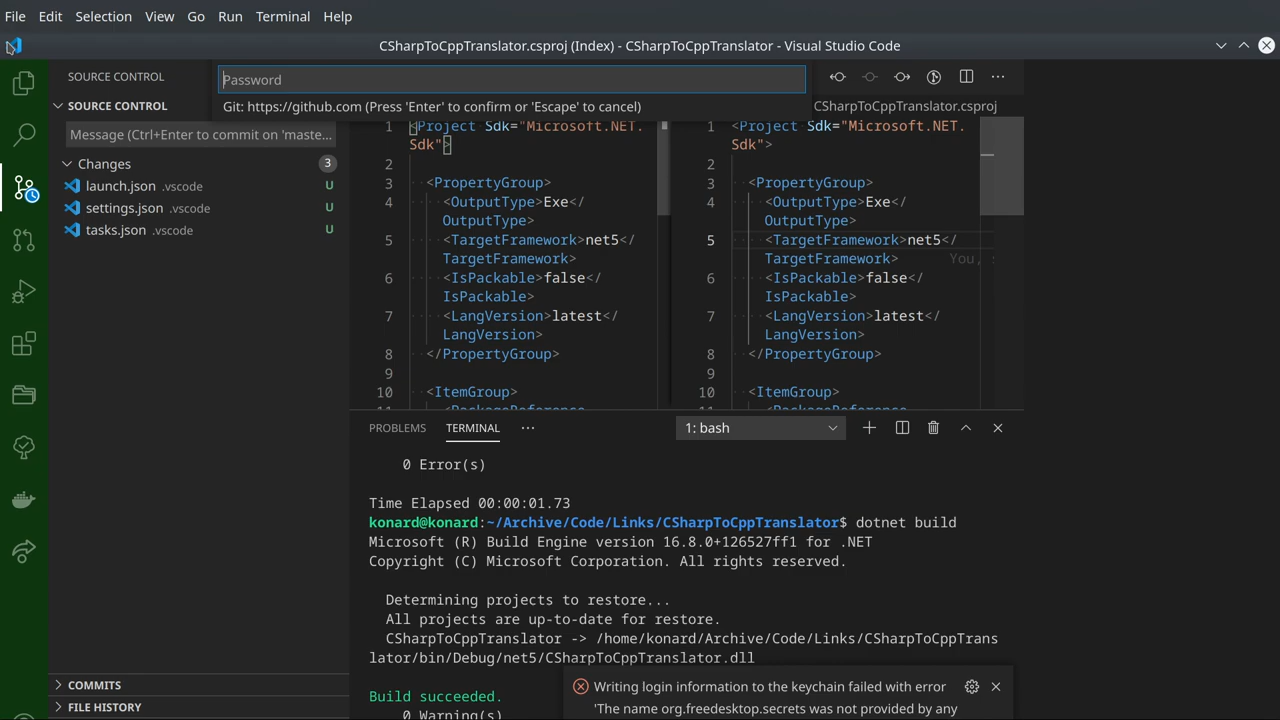 File Edit Selection View Go Run Terminal Help
CSharpToCppTranslator.csproj (Index) - CSharpToCppTranslator - Visual Studio Code
SOURCE CONTROL
Password
Git: https://github.com (Press 'Enter' to confirm or 'Escape' to cancel)
SOURCE CONTROL
CSharpToCppTranslator.csproj
Message (Ctrl+Enter to commit on 'maste...
Changes 3
launch.json .vscode U
settings.json .vscode U
tasks.json .vscode U
COMMITS
FILE HISTORY
1 <Project Sdk="Microsoft.NET.
Sdk">
2
3 <PropertyGroup>
4 <OutputType>Exe</
OutputType>
5 <TargetFramework>net5</
TargetFramework>
6 <IsPackable>false</
IsPackable>
7 <LangVersion>latest</
LangVersion>
8 </PropertyGroup>
9
10 <ItemGroup>
11 <PackageReference
1 <Project Sdk="Microsoft.NET.
Sdk">
2
3 <PropertyGroup>
4 <OutputType>Exe</
OutputType>
5 <TargetFramework>net5</
TargetFramework> You,
6 <IsPackable>false</
IsPackable>
7 <LangVersion>latest</
LangVersion>
8 </PropertyGroup>
9
10 <ItemGroup>
11 <PackageReference
PROBLEMS TERMINAL ··· 1: bash
0 Error(s)
Time Elapsed 00:00:01.73
konard@konard:~/Archive/Code/Links/CSharpToCppTranslator$ dotnet build
Microsoft (R) Build Engine version 16.8.0+126527ff1 for .NET
Copyright (C) Microsoft Corporation. All rights reserved.
Determining projects to restore...
All projects are up-to-date for restore.
CSharpToCppTranslator -> /home/konard/Archive/Code/Links/CSharpToCppTrans
lator/bin/Debug/net5/CSharpToCppTranslator.dll
Build succeeded.
0 Warning(s)
Writing login information to the keychain failed with error
'The name org.freedesktop.secrets was not provided by any